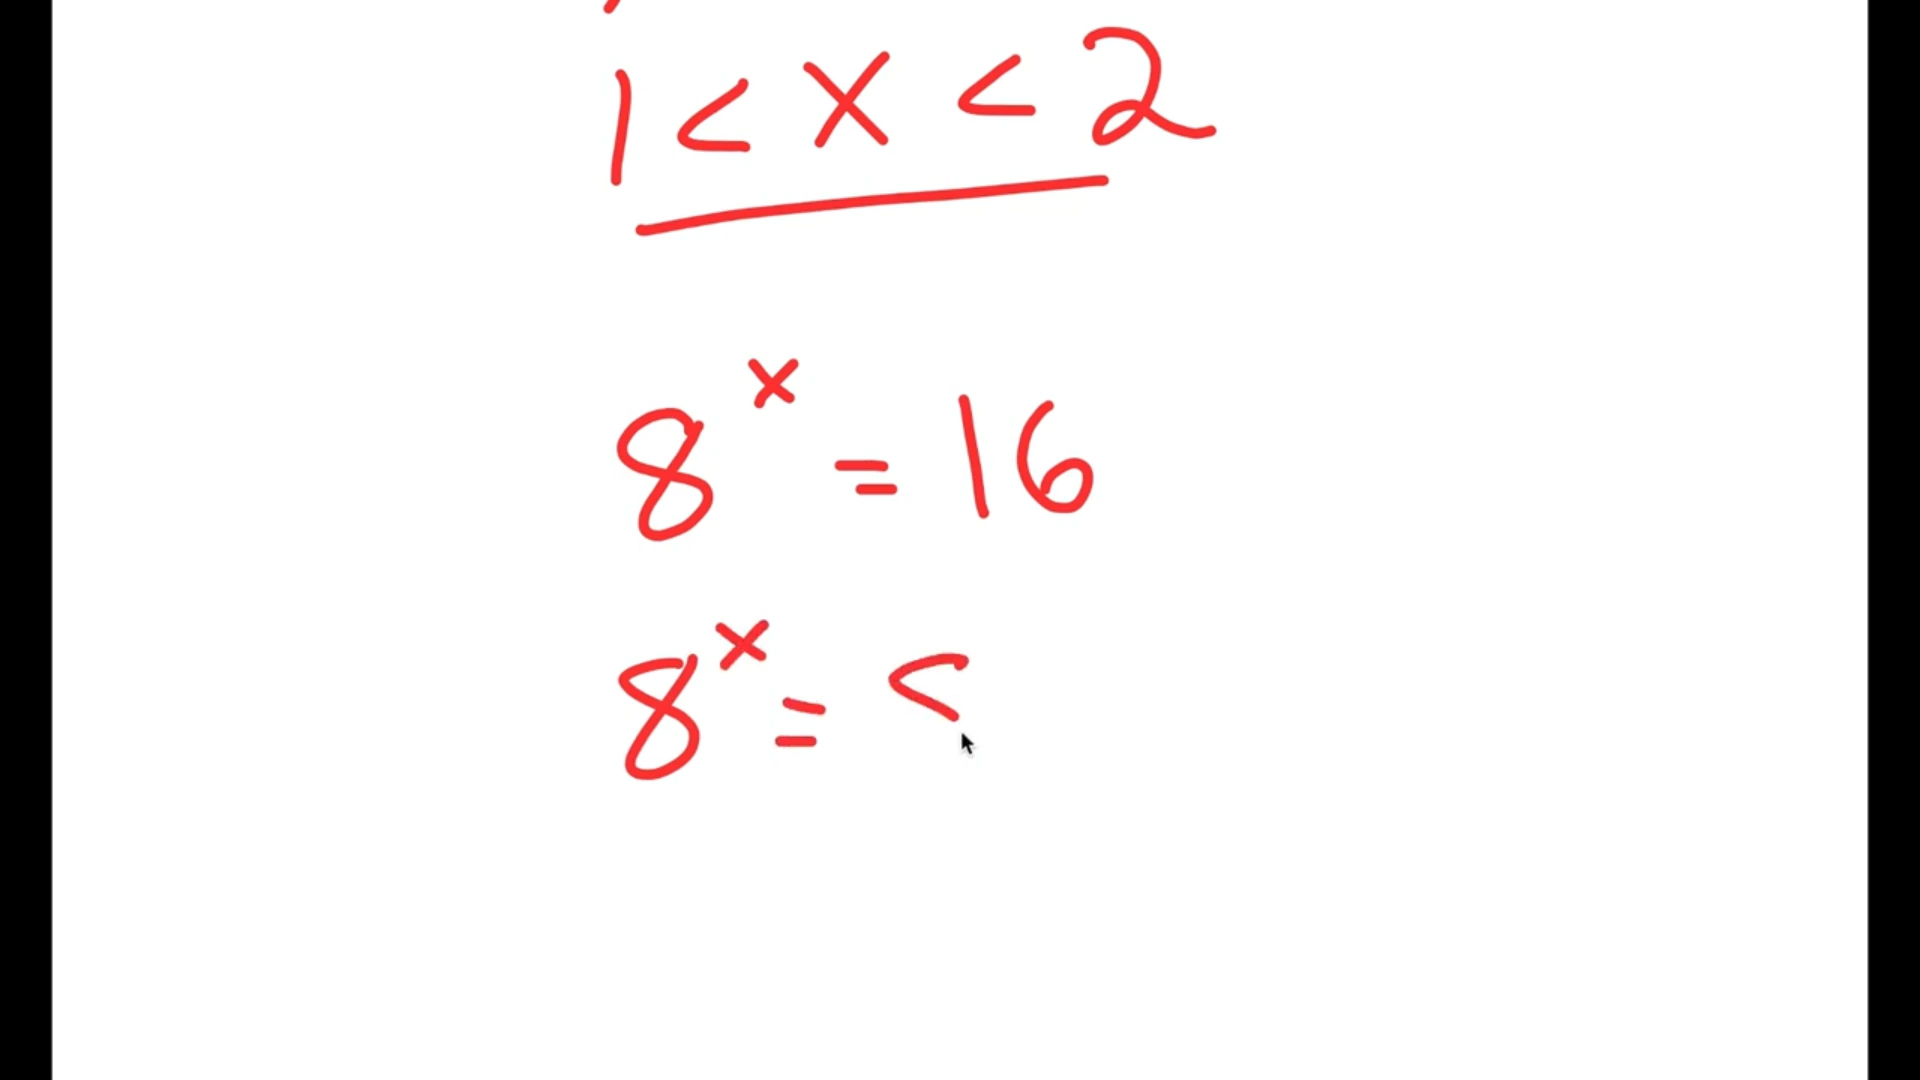 1 < x < 2
8^x = 16
8^x =